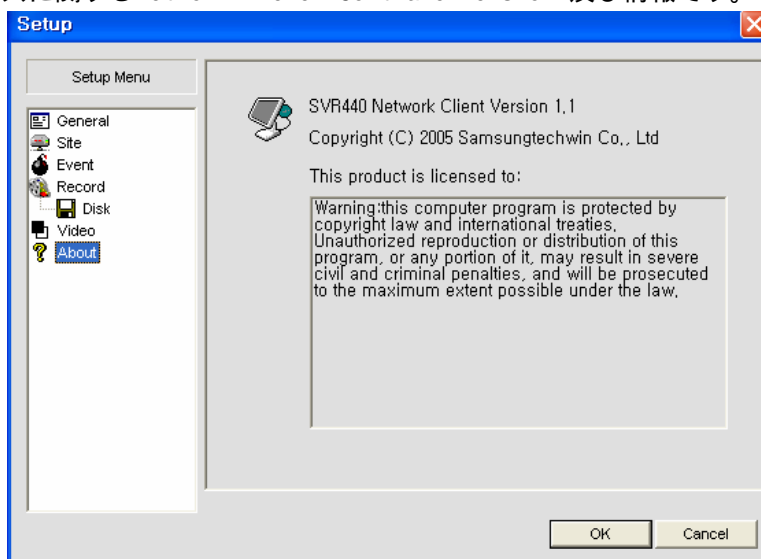 Setup
Setup Menu
General
Site
Event
Record
Disk
Video
About
SVR440 Network Client Version 1,1
Copyright (C) 2005 Samsungtechwin Co,, Ltd
This product is licensed to:
Warning:this computer program is protected by
copyright law and international treaties,
Unauthorized reproduction or distribution of this
program, or any portion of it, may result in severe
civil and criminal penalties, and will be prosecuted
to the maximum extent possible under the law,
OK
Cancel